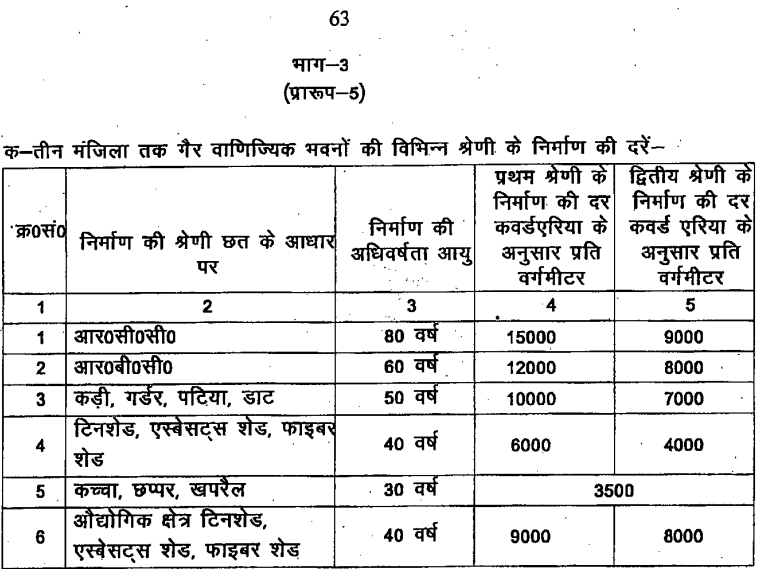 63
भाग–3
(प्रारूप–5)
क–तीन मंजिला तक गैर वाणिज्यिक भवनों की विभिन्न श्रेणी के निर्माण की दरें–
क्र0सं0 | निर्माण की श्रेणी छत के आधार पर | निर्माण की अधिवर्षता आयु | प्रथम श्रेणी के निर्माण की दर कवर्डएरिया के अनुसार प्रति वर्गमीटर | द्वितीय श्रेणी के निर्माण की दर कवर्ड एरिया के अनुसार प्रति वर्गमीटर
1 | 2 | 3 | 4 | 5
1 | आर0सी0सी0 | 80 वर्ष | 15000 | 9000
2 | आर0बी0सी0 | 60 वर्ष | 12000 | 8000
3 | कड़ी, गर्डर, पटिया, डाट | 50 वर्ष | 10000 | 7000
4 | टिनशेड, एस्बेसट्स शेड, फाइबर शेड | 40 वर्ष | 6000 | 4000
5 | कच्चा, छप्पर, खपरैल | 30 वर्ष | 3500
6 | औद्योगिक क्षेत्र टिनशेड, एस्बेसट्स शेड, फाइबर शेड | 40 वर्ष | 9000 | 8000